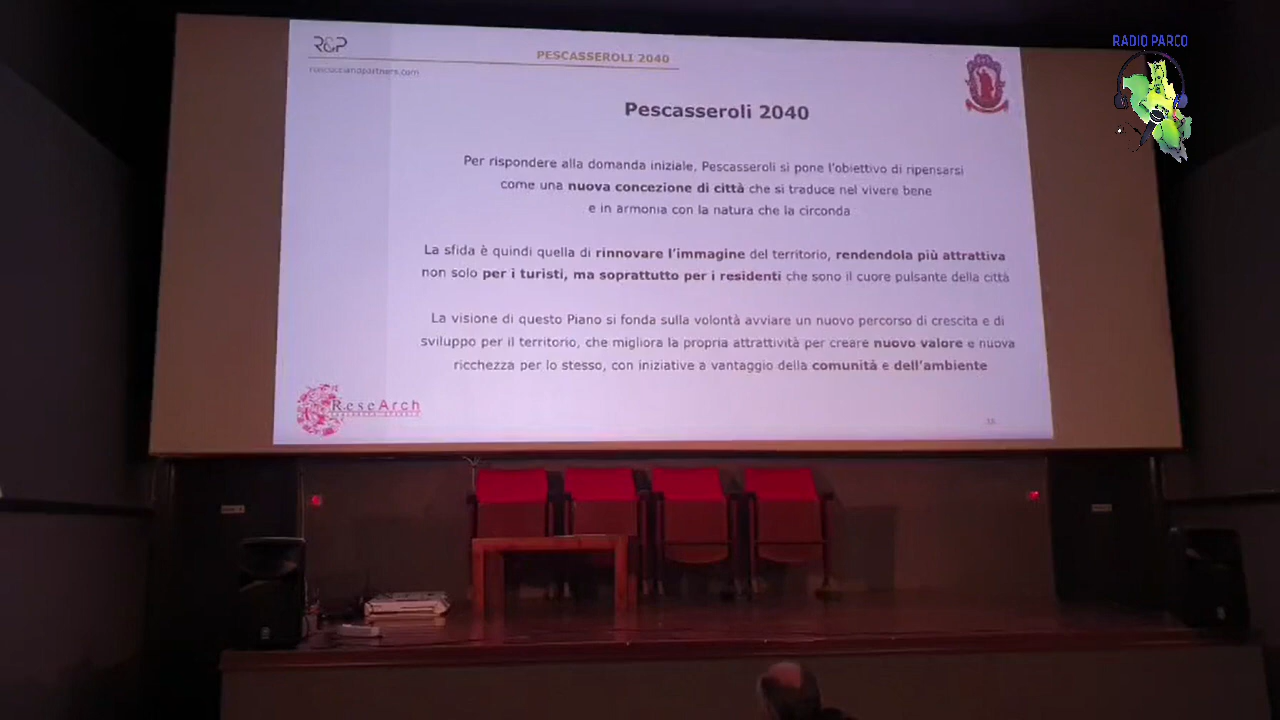 RADIO PARCO
R&P
PESCASSEROLI 2040
Pescasseroli 2040
Per rispondere alla domanda iniziale, Pescasseroli si pone l'obiettivo di ripensarsi
come una nuova concezione di città che si traduce nel vivere bene
e in armonia con la natura che la circonda
La sfida è quindi quella di rinnovare l'immagine del territorio, rendendola più attrattiva
non solo per i turisti, ma soprattutto per i residenti che sono il cuore pulsante della città
La visione di questo Piano si fonda sulla volontà avviare un nuovo percorso di crescita e di
sviluppo per il territorio, che migliora la propria attrattività per creare nuovo valore e nuova
ricchezza per lo stesso, con iniziative a vantaggio della comunità e dell'ambiente
ReseArch